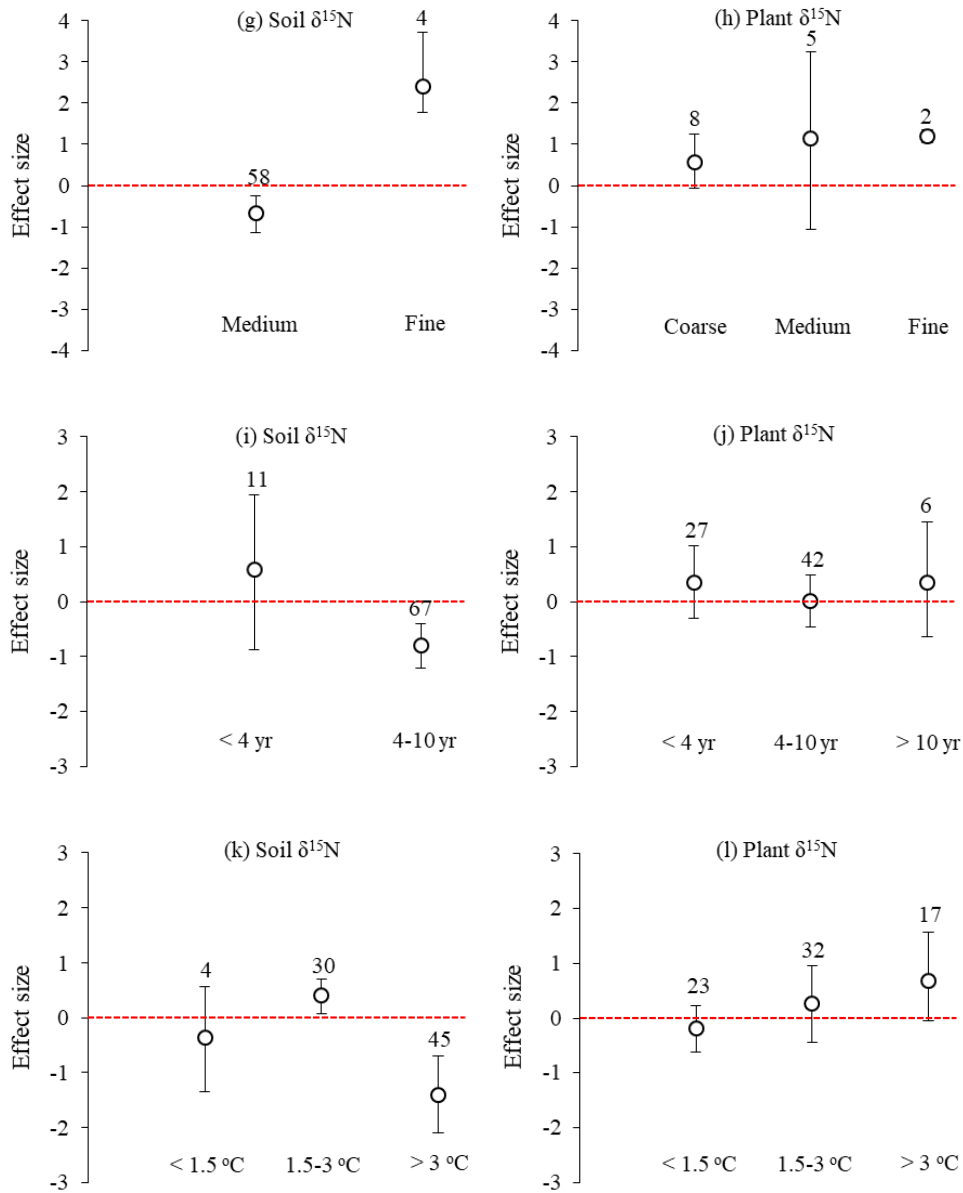 (g) Soil δ¹⁵N
4
3
2
1
0
-1
-2
-3
-4
Effect size
58
4
Medium
Fine
(h) Plant δ¹⁵N
4
3
2
1
0
-1
-2
-3
-4
Effect size
8
5
2
Coarse
Medium
Fine
(i) Soil δ¹⁵N
3
2
1
0
-1
-2
-3
Effect size
11
67
< 4 yr
4-10 yr
(j) Plant δ¹⁵N
3
2
1
0
-1
-2
-3
Effect size
27
42
6
< 4 yr
4-10 yr
> 10 yr
(k) Soil δ¹⁵N
3
2
1
0
-1
-2
-3
Effect size
4
30
45
< 1.5 °C
1.5-3 °C
> 3 °C
(l) Plant δ¹⁵N
3
2
1
0
-1
-2
-3
Effect size
23
32
17
< 1.5 °C
1.5-3 °C
> 3 °C